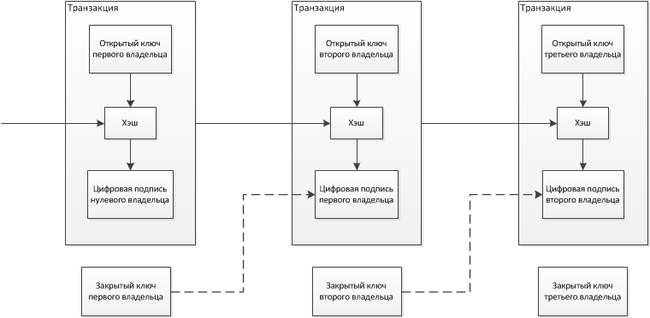 Транзакция
Транзакция
Транзакция
Открытый ключ
первого владельца
Открытый ключ
второго владельца
Открытый ключ
третьего владельца
Хэш
Хэш
Хэш
Цифровая подпись
нулевого владельца
Цифровая подпись
первого владельца
Цифровая подпись
второго владельца
Закрытый ключ
первого владельца
Закрытый ключ
второго владельца
Закрытый ключ
третьего владельца